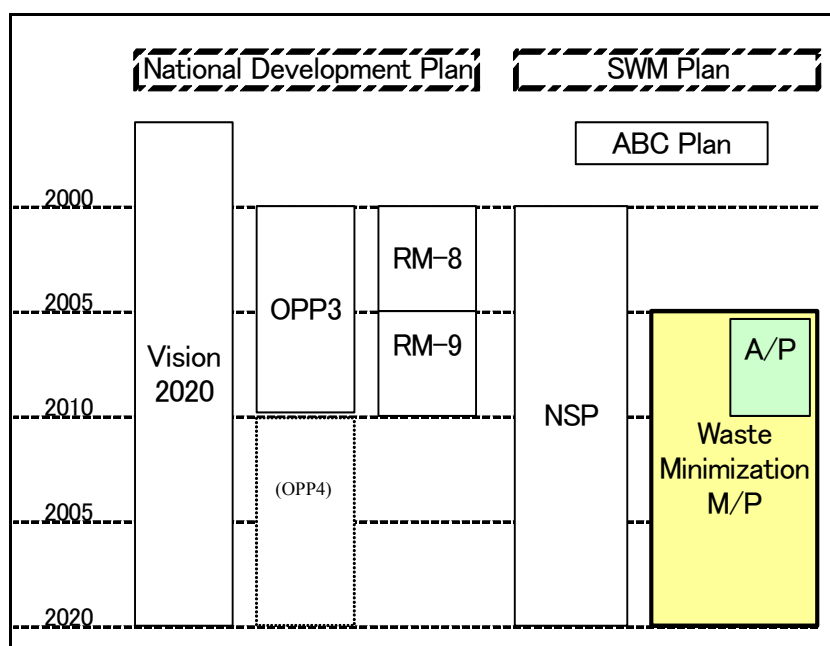 National Development Plan
SWM Plan
ABC Plan
2000
RM-8
2005
OPP3
A/P
RM-9
Vision
2020
2010
NSP
Waste
Minimization
M/P
(OPP4)
2005
2020